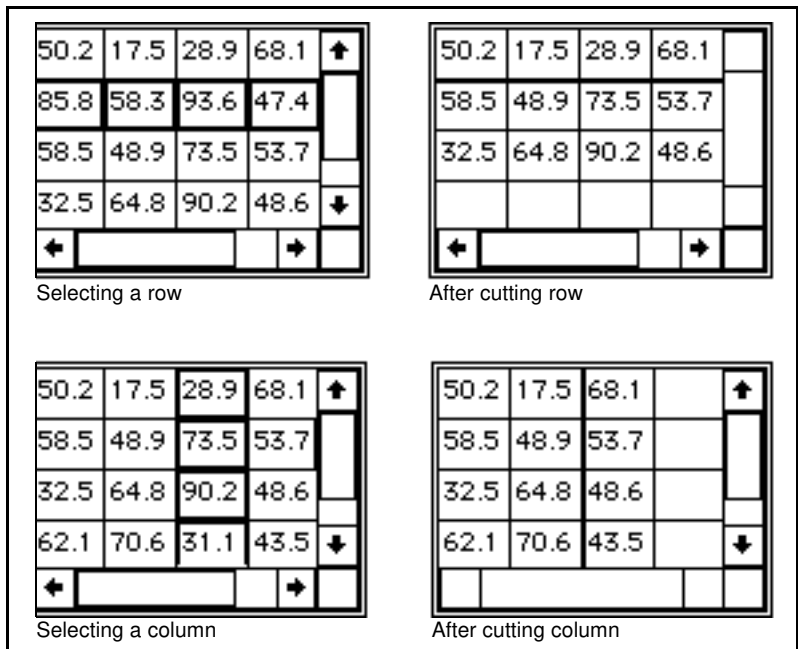 50.2 17.5 28.9 68.1
85.8 58.3 93.6 47.4
58.5 48.9 73.5 53.7
32.5 64.8 90.2 48.6
Selecting a row
50.2 17.5 28.9 68.1
58.5 48.9 73.5 53.7
32.5 64.8 90.2 48.6
After cutting row
50.2 17.5 28.9 68.1
58.5 48.9 73.5 53.7
32.5 64.8 90.2 48.6
62.1 70.6 31.1 43.5
Selecting a column
50.2 17.5 68.1
58.5 48.9 53.7
32.5 64.8 48.6
62.1 70.6 43.5
After cutting column